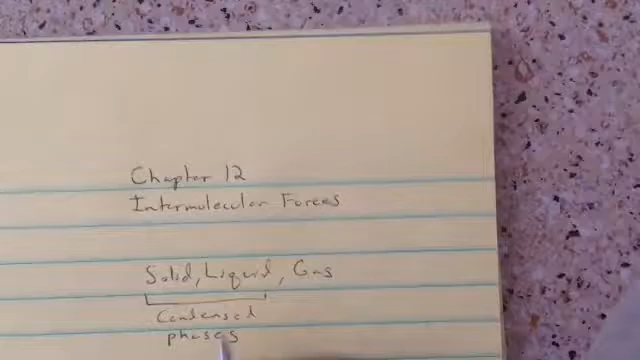 Chapter 12
Intermolecular Forces
Solid, Liquid, Gas
Condensed
phases